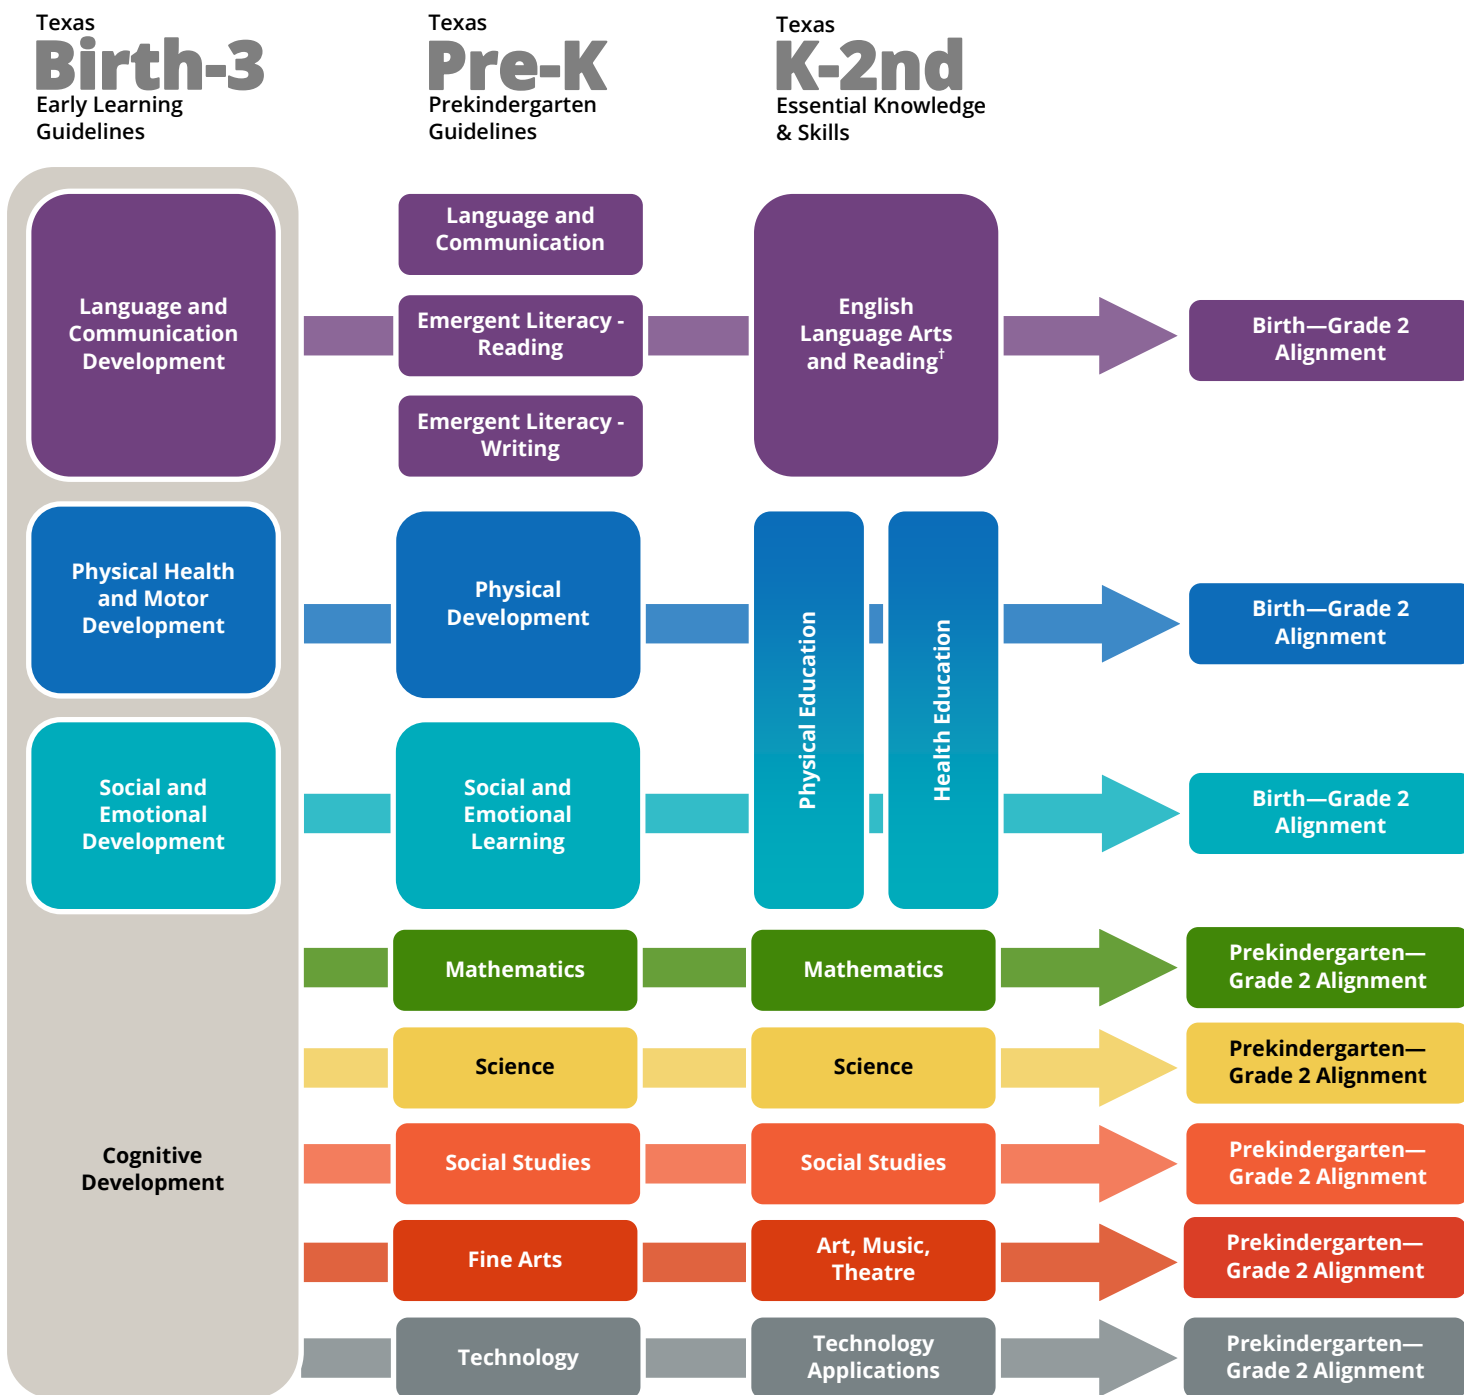 Texas
Birth-3
Early Learning
Guidelines
Texas
Pre-K
Prekindergarten
Guidelines
Texas
K-2nd
Essential Knowledge
& Skills
Language and
Communication
Development
Language and
Communication
Emergent Literacy -
Reading
Emergent Literacy -
Writing
English
Language Arts
and Reading†
Birth—Grade 2
Alignment
Physical Health
and Motor
Development
Physical
Development
Physical Education
Health Education
Birth—Grade 2
Alignment
Social and
Emotional
Development
Social and
Emotional
Learning
Birth—Grade 2
Alignment
Cognitive
Development
Mathematics
Mathematics
Prekindergarten—
Grade 2 Alignment
Science
Science
Prekindergarten—
Grade 2 Alignment
Social Studies
Social Studies
Prekindergarten—
Grade 2 Alignment
Fine Arts
Art, Music,
Theatre
Prekindergarten—
Grade 2 Alignment
Technology
Technology
Applications
Prekindergarten—
Grade 2 Alignment